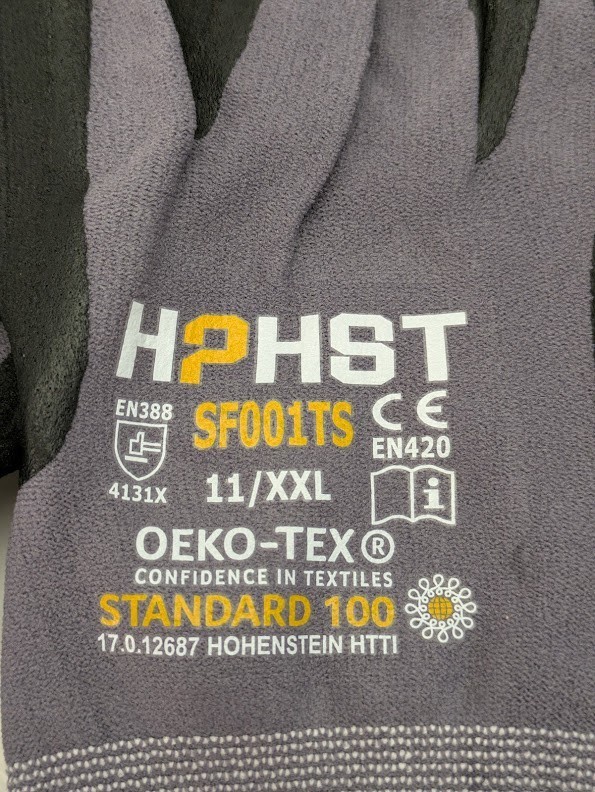 H?HST
EN388
SF001TS
CE
EN420
4131X
11/XXL
i
OEKO-TEX®
CONFIDENCE IN TEXTILES
STANDARD 100
17.0.12687 HOHENSTEIN HTTI